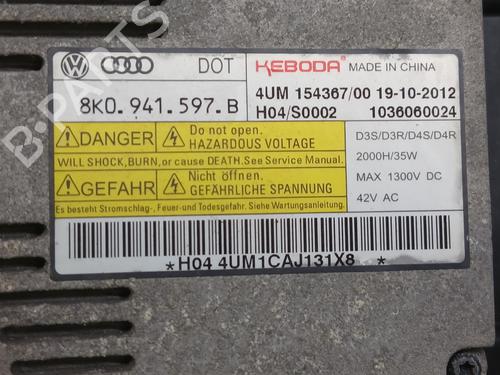 B-PARTS
DOT
KEBODA MADE IN CHINA
8K0.941.597.B
4UM 154367/00 19-10-2012
H04/S0002 1036060024
DANGER
Do not open.
HAZARDOUS VOLTAGE
WILL SHOCK,BURN, or cause DEATH. See Service Manual.
GEFAHR
Nicht öffnen.
GEFÄHRLICHE SPANNUNG
Es besteht Stromschlag-, Feuer-und Todesgefahr. Siehe Wartungsanleitung.
D3S/D3R/D4S/D4R
2000H/35W
MAX 1300V DC
42V AC
*H04 4UM1CAJ131X8 *